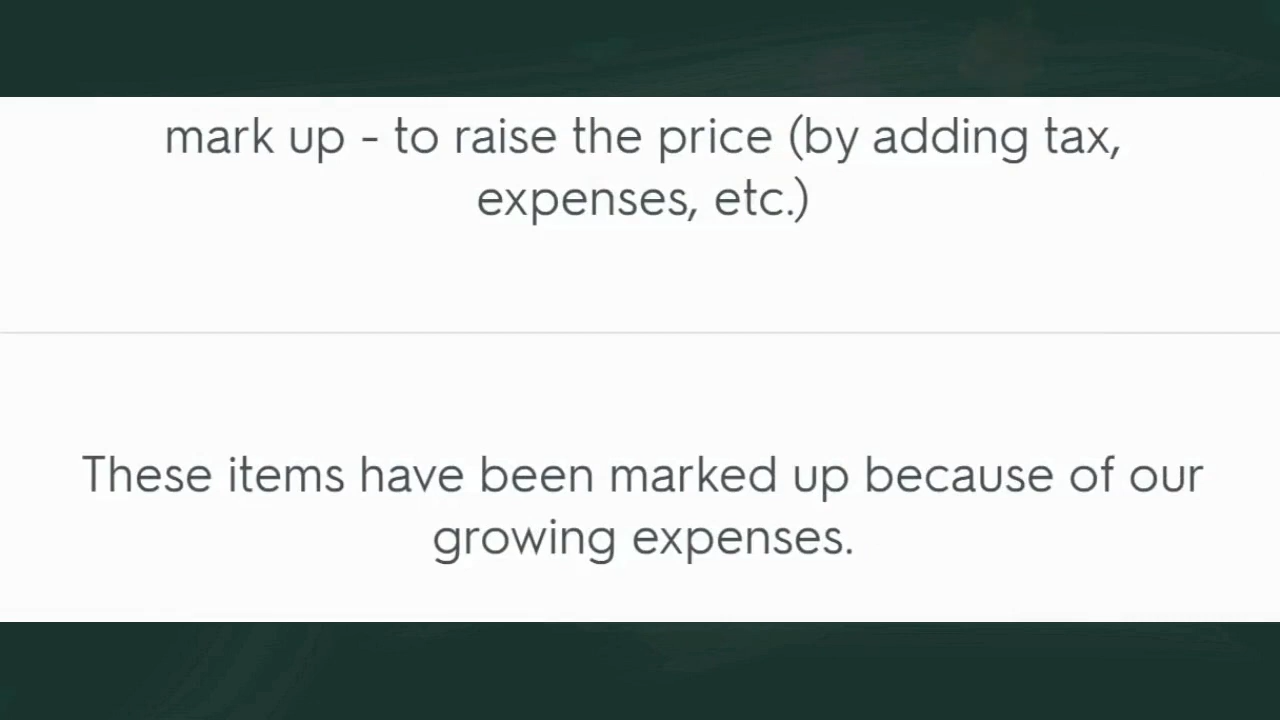 mark up - to raise the price (by adding tax,
expenses, etc.)
These items have been marked up because of our
growing expenses.